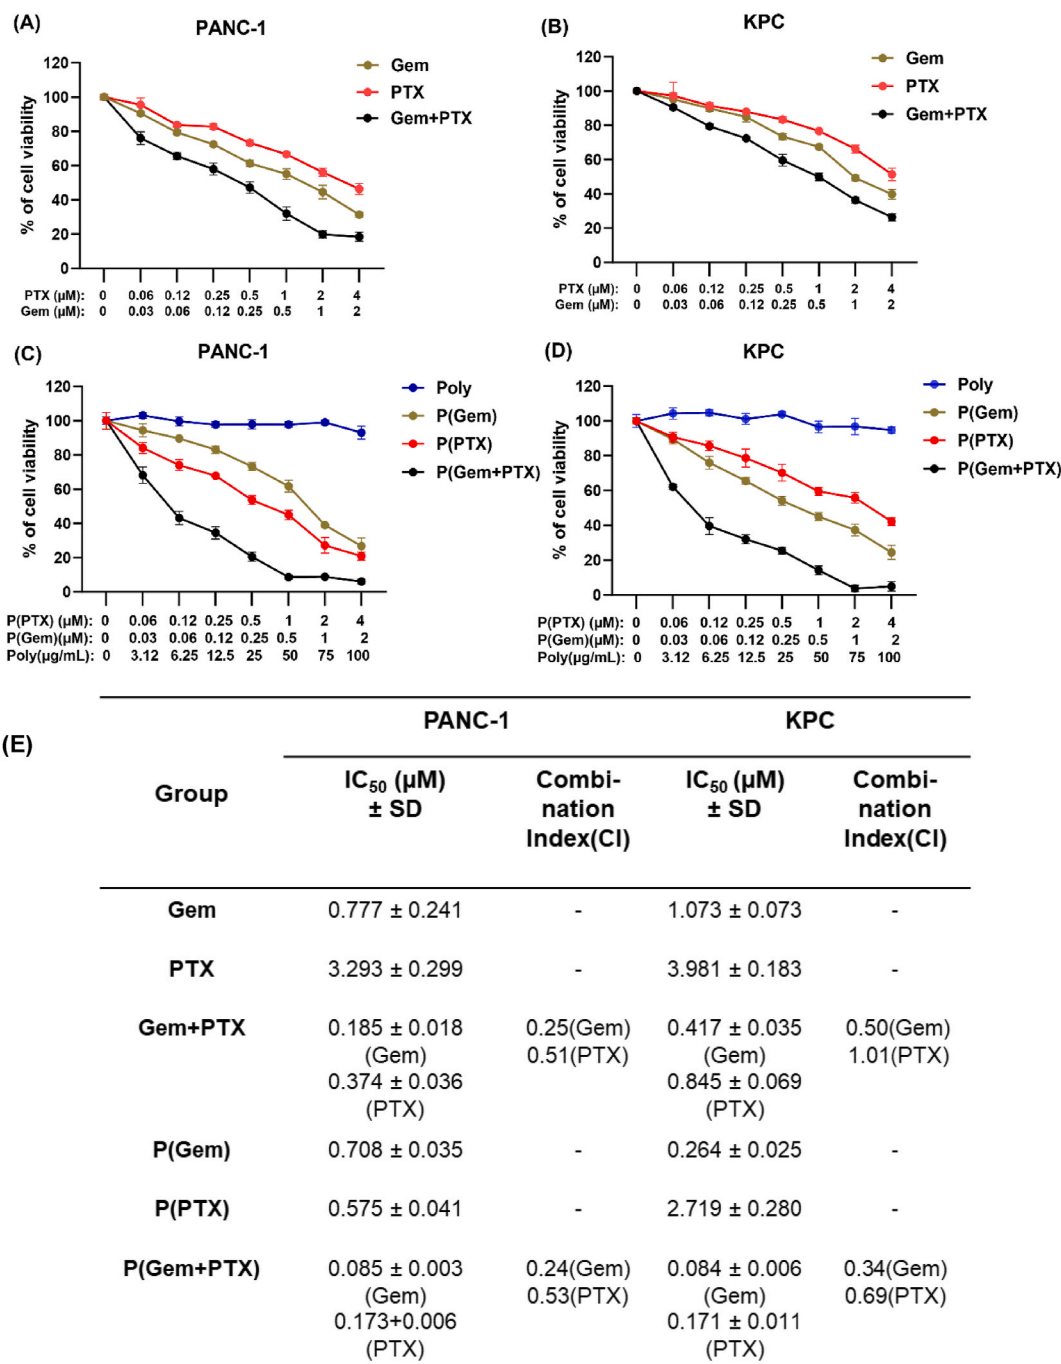 (A)
PANC-1
120
100
80
60
40
20
0
% of cell viability
Gem
PTX
Gem+PTX
PTX (μM): 0 0.06 0.12 0.25 0.5 1 2 4
Gem (μM): 0 0.03 0.06 0.12 0.25 0.5 1 2
(B)
KPC
120
100
80
60
40
20
0
% of cell viability
Gem
PTX
Gem+PTX
PTX (μM): 0 0.06 0.12 0.25 0.5 1 2 4
Gem (μM): 0 0.03 0.06 0.12 0.25 0.5 1 2
(C)
PANC-1
120
100
80
60
40
20
0
% of cell viability
Poly
P(Gem)
P(PTX)
P(Gem+PTX)
P(PTX) (μM): 0 0.06 0.12 0.25 0.5 1 2 4
P(Gem)(μM): 0 0.03 0.06 0.12 0.25 0.5 1 2
Poly(μg/mL): 0 3.12 6.25 12.5 25 50 75 100
(D)
KPC
120
100
80
60
40
20
0
% of cell viability
Poly
P(Gem)
P(PTX)
P(Gem+PTX)
P(PTX) (μM): 0 0.06 0.12 0.25 0.5 1 2 4
P(Gem)(μM): 0 0.03 0.06 0.12 0.25 0.5 1 2
Poly(μg/mL): 0 3.12 6.25 12.5 25 50 75 100
(E)
PANC-1 KPC
Group IC50 (μM) Combi- IC50 (μM) Combi-
± SD nation ± SD nation
Index(CI) Index(CI)
Gem 0.777 ± 0.241 - 1.073 ± 0.073 -
PTX 3.293 ± 0.299 - 3.981 ± 0.183 -
Gem+PTX 0.185 ± 0.018 0.25(Gem) 0.417 ± 0.035 0.50(Gem)
(Gem) 0.51(PTX) (Gem) 1.01(PTX)
0.374 ± 0.036 0.845 ± 0.069
(PTX) (PTX)
P(Gem) 0.708 ± 0.035 - 0.264 ± 0.025 -
P(PTX) 0.575 ± 0.041 - 2.719 ± 0.280 -
P(Gem+PTX) 0.085 ± 0.003 0.24(Gem) 0.084 ± 0.006 0.34(Gem)
(Gem) 0.53(PTX) (Gem) 0.69(PTX)
0.173+0.006 0.171 ± 0.011
(PTX) (PTX)